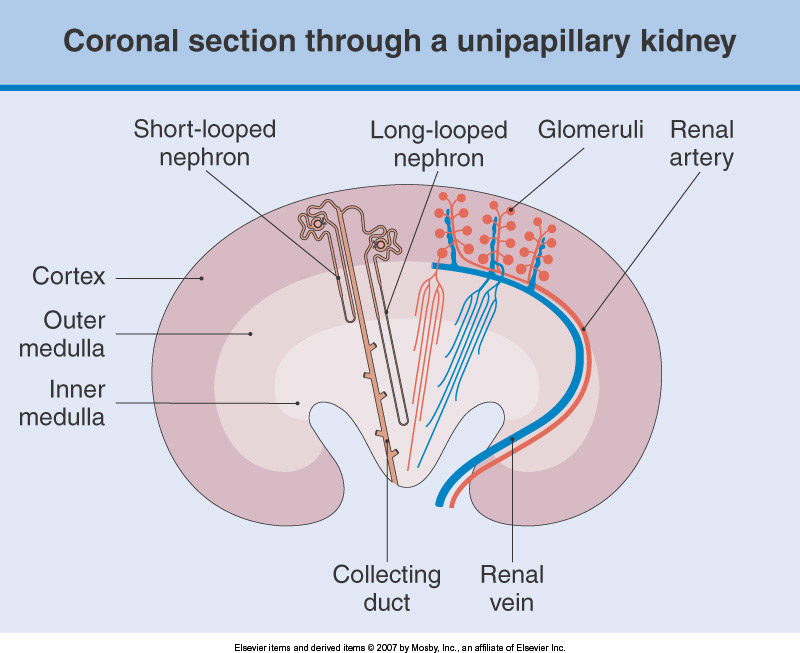 Coronal section through a unipapillary kidney
Short-looped
nephron
Long-looped
nephron
Glomeruli
Renal
artery
Cortex
Outer
medulla
Inner
medulla
Collecting
duct
Renal
vein
Elsevier items and derived items © 2007 by Mosby, Inc., an affiliate of Elsevier Inc.